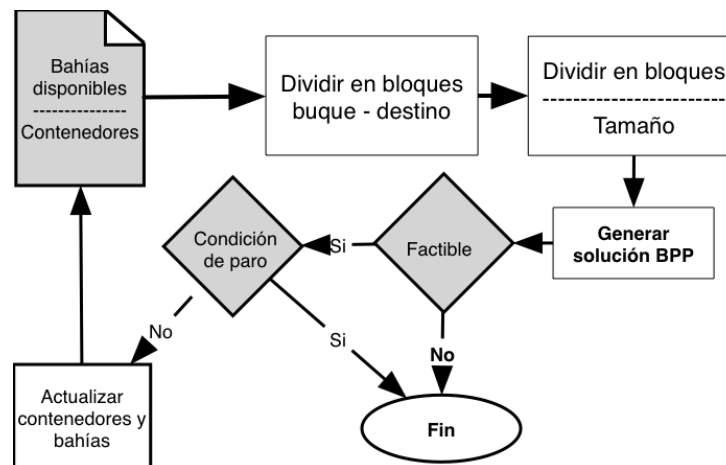 Bahías
disponibles
Contenedores
Dividir en bloques
buque - destino
Dividir en bloques
Tamaño
Generar
solución BPP
Factible
Si
Condición
de paro
No
Si
No
Actualizar
contenedores y
bahías
Fin